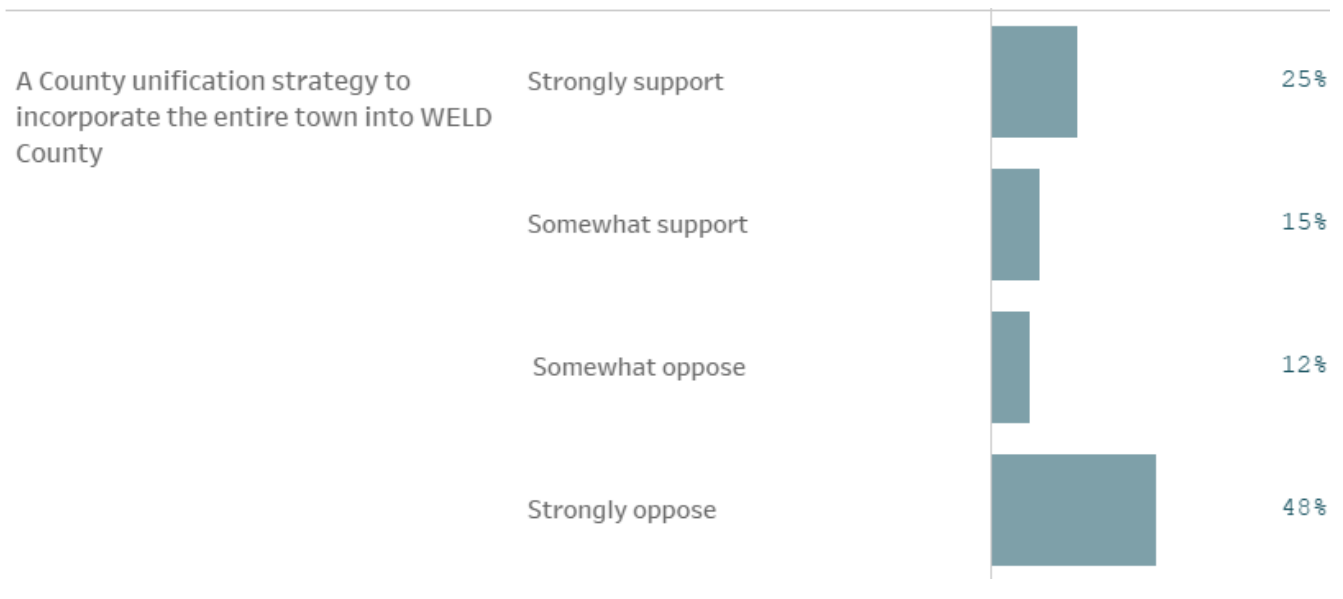 A County unification strategy to
incorporate the entire town into WELD
County
Strongly support 25%
Somewhat support 15%
Somewhat oppose 12%
Strongly oppose 48%